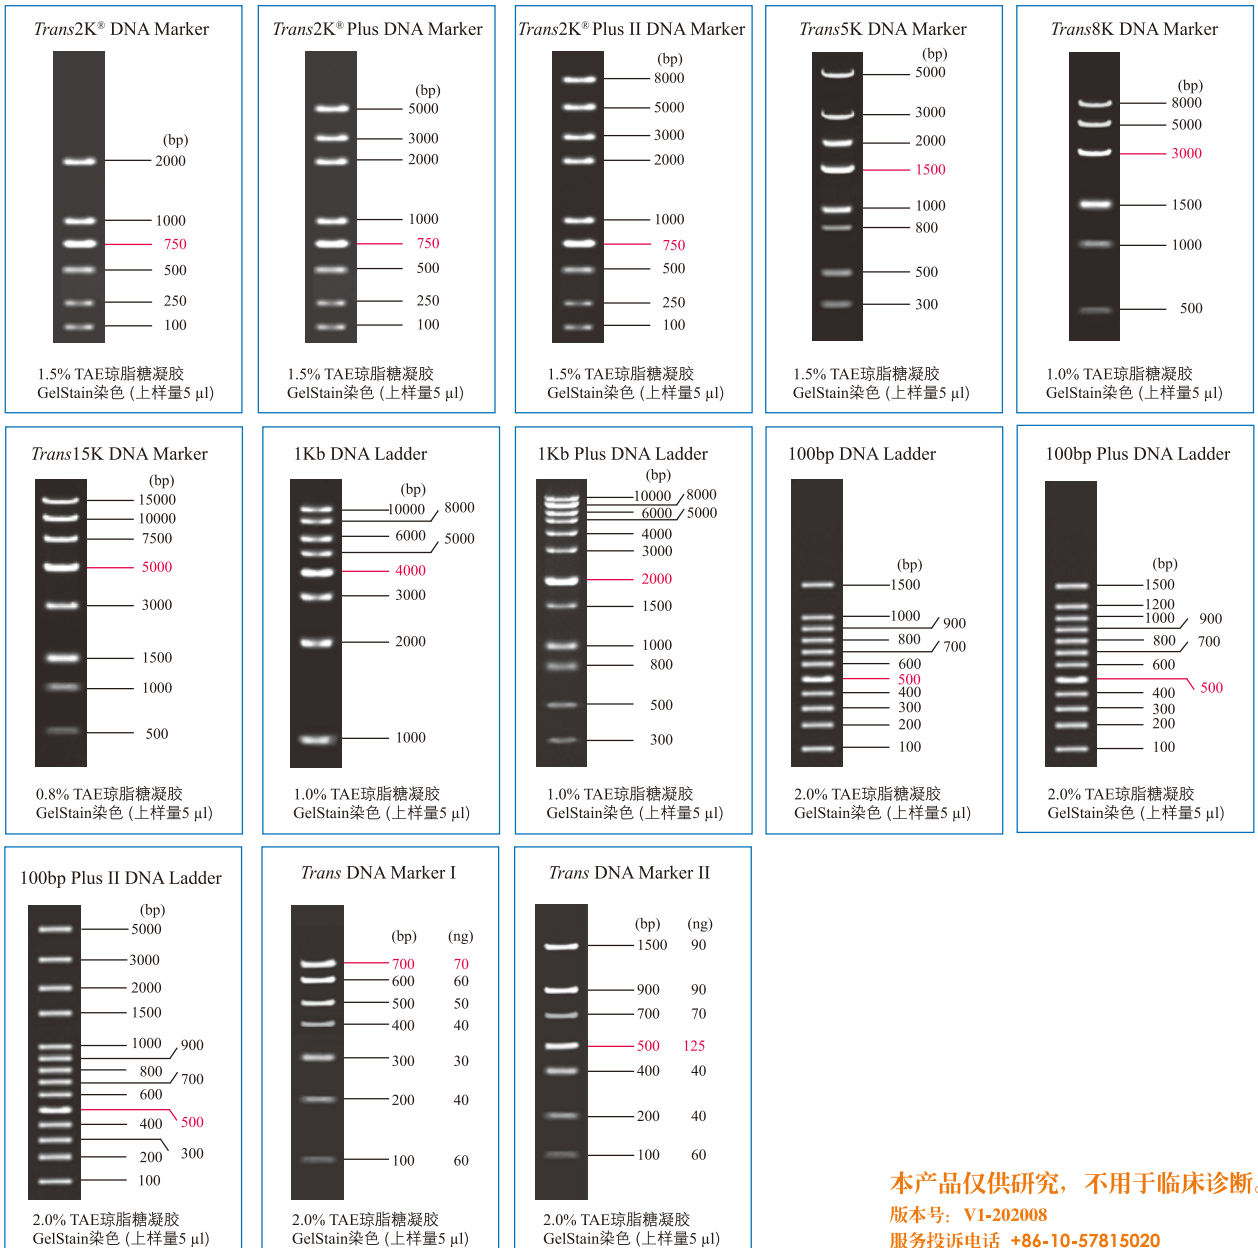 Trans2K® DNA Marker
(bp)
2000
1000
750
500
250
100
1.5% TAE琼脂糖凝胶
GelStain染色 (上样量5 µl)
Trans2K® Plus DNA Marker
(bp)
5000
3000
2000
1000
750
500
250
100
1.5% TAE琼脂糖凝胶
GelStain染色 (上样量5 µl)
Trans2K® Plus II DNA Marker
(bp)
8000
5000
3000
2000
1000
750
500
250
100
1.5% TAE琼脂糖凝胶
GelStain染色 (上样量5 µl)
Trans5K DNA Marker
(bp)
5000
3000
2000
1500
1000
800
500
300
1.5% TAE琼脂糖凝胶
GelStain染色 (上样量5 µl)
Trans8K DNA Marker
(bp)
8000
5000
3000
1500
1000
500
1.0% TAE琼脂糖凝胶
GelStain染色 (上样量5 µl)
Trans15K DNA Marker
(bp)
15000
10000
7500
5000
3000
1500
1000
500
0.8% TAE琼脂糖凝胶
GelStain染色 (上样量5 µl)
1Kb DNA Ladder
(bp)
10000 8000
6000 5000
4000
3000
2000
1000
1.0% TAE琼脂糖凝胶
GelStain染色 (上样量5 µl)
1Kb Plus DNA Ladder
(bp)
10000 8000
6000 5000
4000
3000
2000
1500
1000
800
500
300
1.0% TAE琼脂糖凝胶
GelStain染色 (上样量5 µl)
100bp DNA Ladder
(bp)
1500
1000 900
800 700
600
500
400
300
200
100
2.0% TAE琼脂糖凝胶
GelStain染色 (上样量5 µl)
100bp Plus DNA Ladder
(bp)
1500
1200
1000 900
800 700
600
500
400
300
200
100
2.0% TAE琼脂糖凝胶
GelStain染色 (上样量5 µl)
100bp Plus II DNA Ladder
(bp)
5000
3000
2000
1500
1000 900
800 700
600
500
400
300
200
100
2.0% TAE琼脂糖凝胶
GelStain染色 (上样量5 µl)
Trans DNA Marker I
(bp) (ng)
700 70
600 60
500 50
400 40
300 30
200 40
100 60
2.0% TAE琼脂糖凝胶
GelStain染色 (上样量5 µl)
Trans DNA Marker II
(bp) (ng)
1500 90
900 90
700 70
500 125
400 40
200 40
100 60
2.0% TAE琼脂糖凝胶
GelStain染色 (上样量5 µl)
本产品仅供研究，不用于临床诊断。
版本号：V1-202008
服务投诉电话 +86-10-57815020